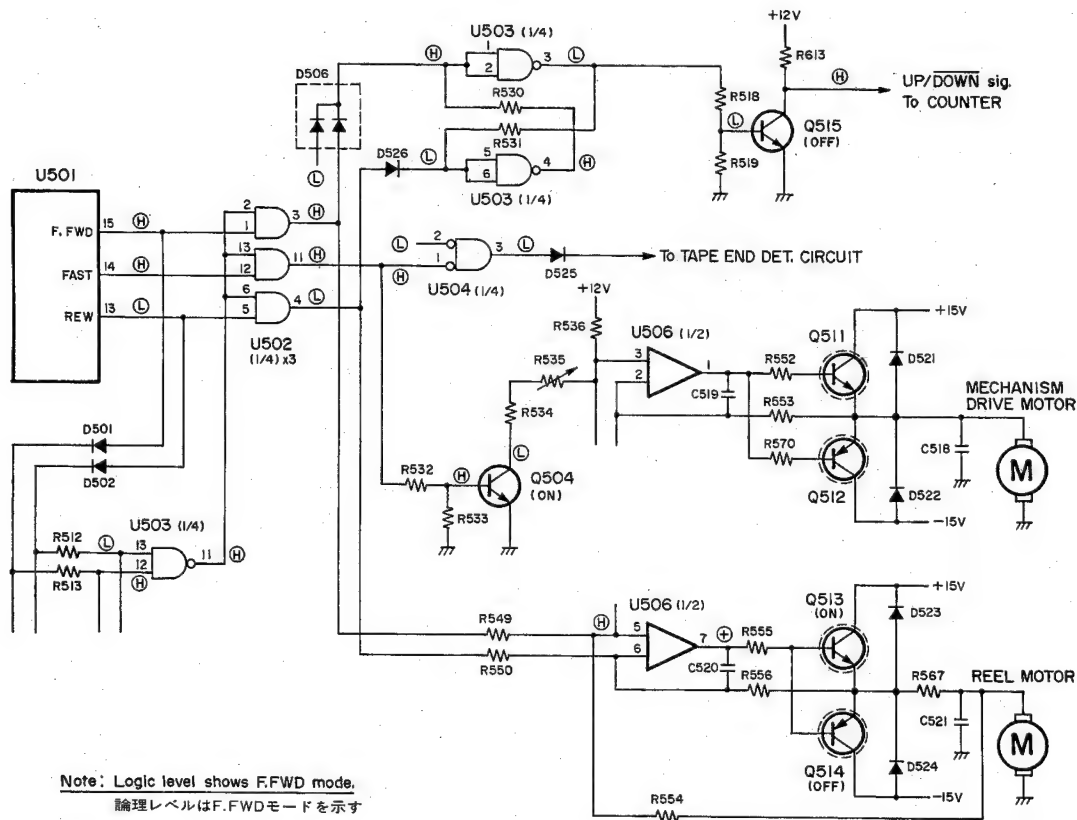 U503 (1/4)
+12V
R613
Ⓗ
1
2
3
Ⓛ
Ⓗ
UP/DOWN sig.
To COUNTER
D506
R530
R518
R531
Ⓛ
Q515
(OFF)
D526
Ⓛ
5
6
4
Ⓗ
R519
U503 (1/4)
Ⓛ
U501
F. FWD
15
Ⓗ
2
1
3
Ⓗ
FAST
14
Ⓗ
13
12
11
Ⓗ
REW
13
Ⓛ
6
5
4
Ⓛ
U502
(1/4) x3
Ⓛ
2
1
Ⓗ
3
Ⓛ
U504 (1/4)
D525
To TAPE END DET. CIRCUIT
+12V
R536
U506 (1/2)
R535
3
2
1
C519
R534
R552
R553
R570
Q511
Q512
+15V
D521
MECHANISM
DRIVE MOTOR
C518
M
D522
-15V
D501
D502
R532
Ⓗ
Ⓛ
Q504
(ON)
R533
U503 (1/4)
R512
Ⓛ
13
12
11
Ⓗ
R513
Ⓗ
R549
R550
Ⓗ
U506 (1/2)
5
6
7
⊕
C520
R555
R556
Q513
(ON)
+15V
D523
R567
REEL MOTOR
C521
M
Q514
(OFF)
D524
-15V
R554
Note: Logic level shows F.FWD mode.
論理レベルはF.FWDモードを示す